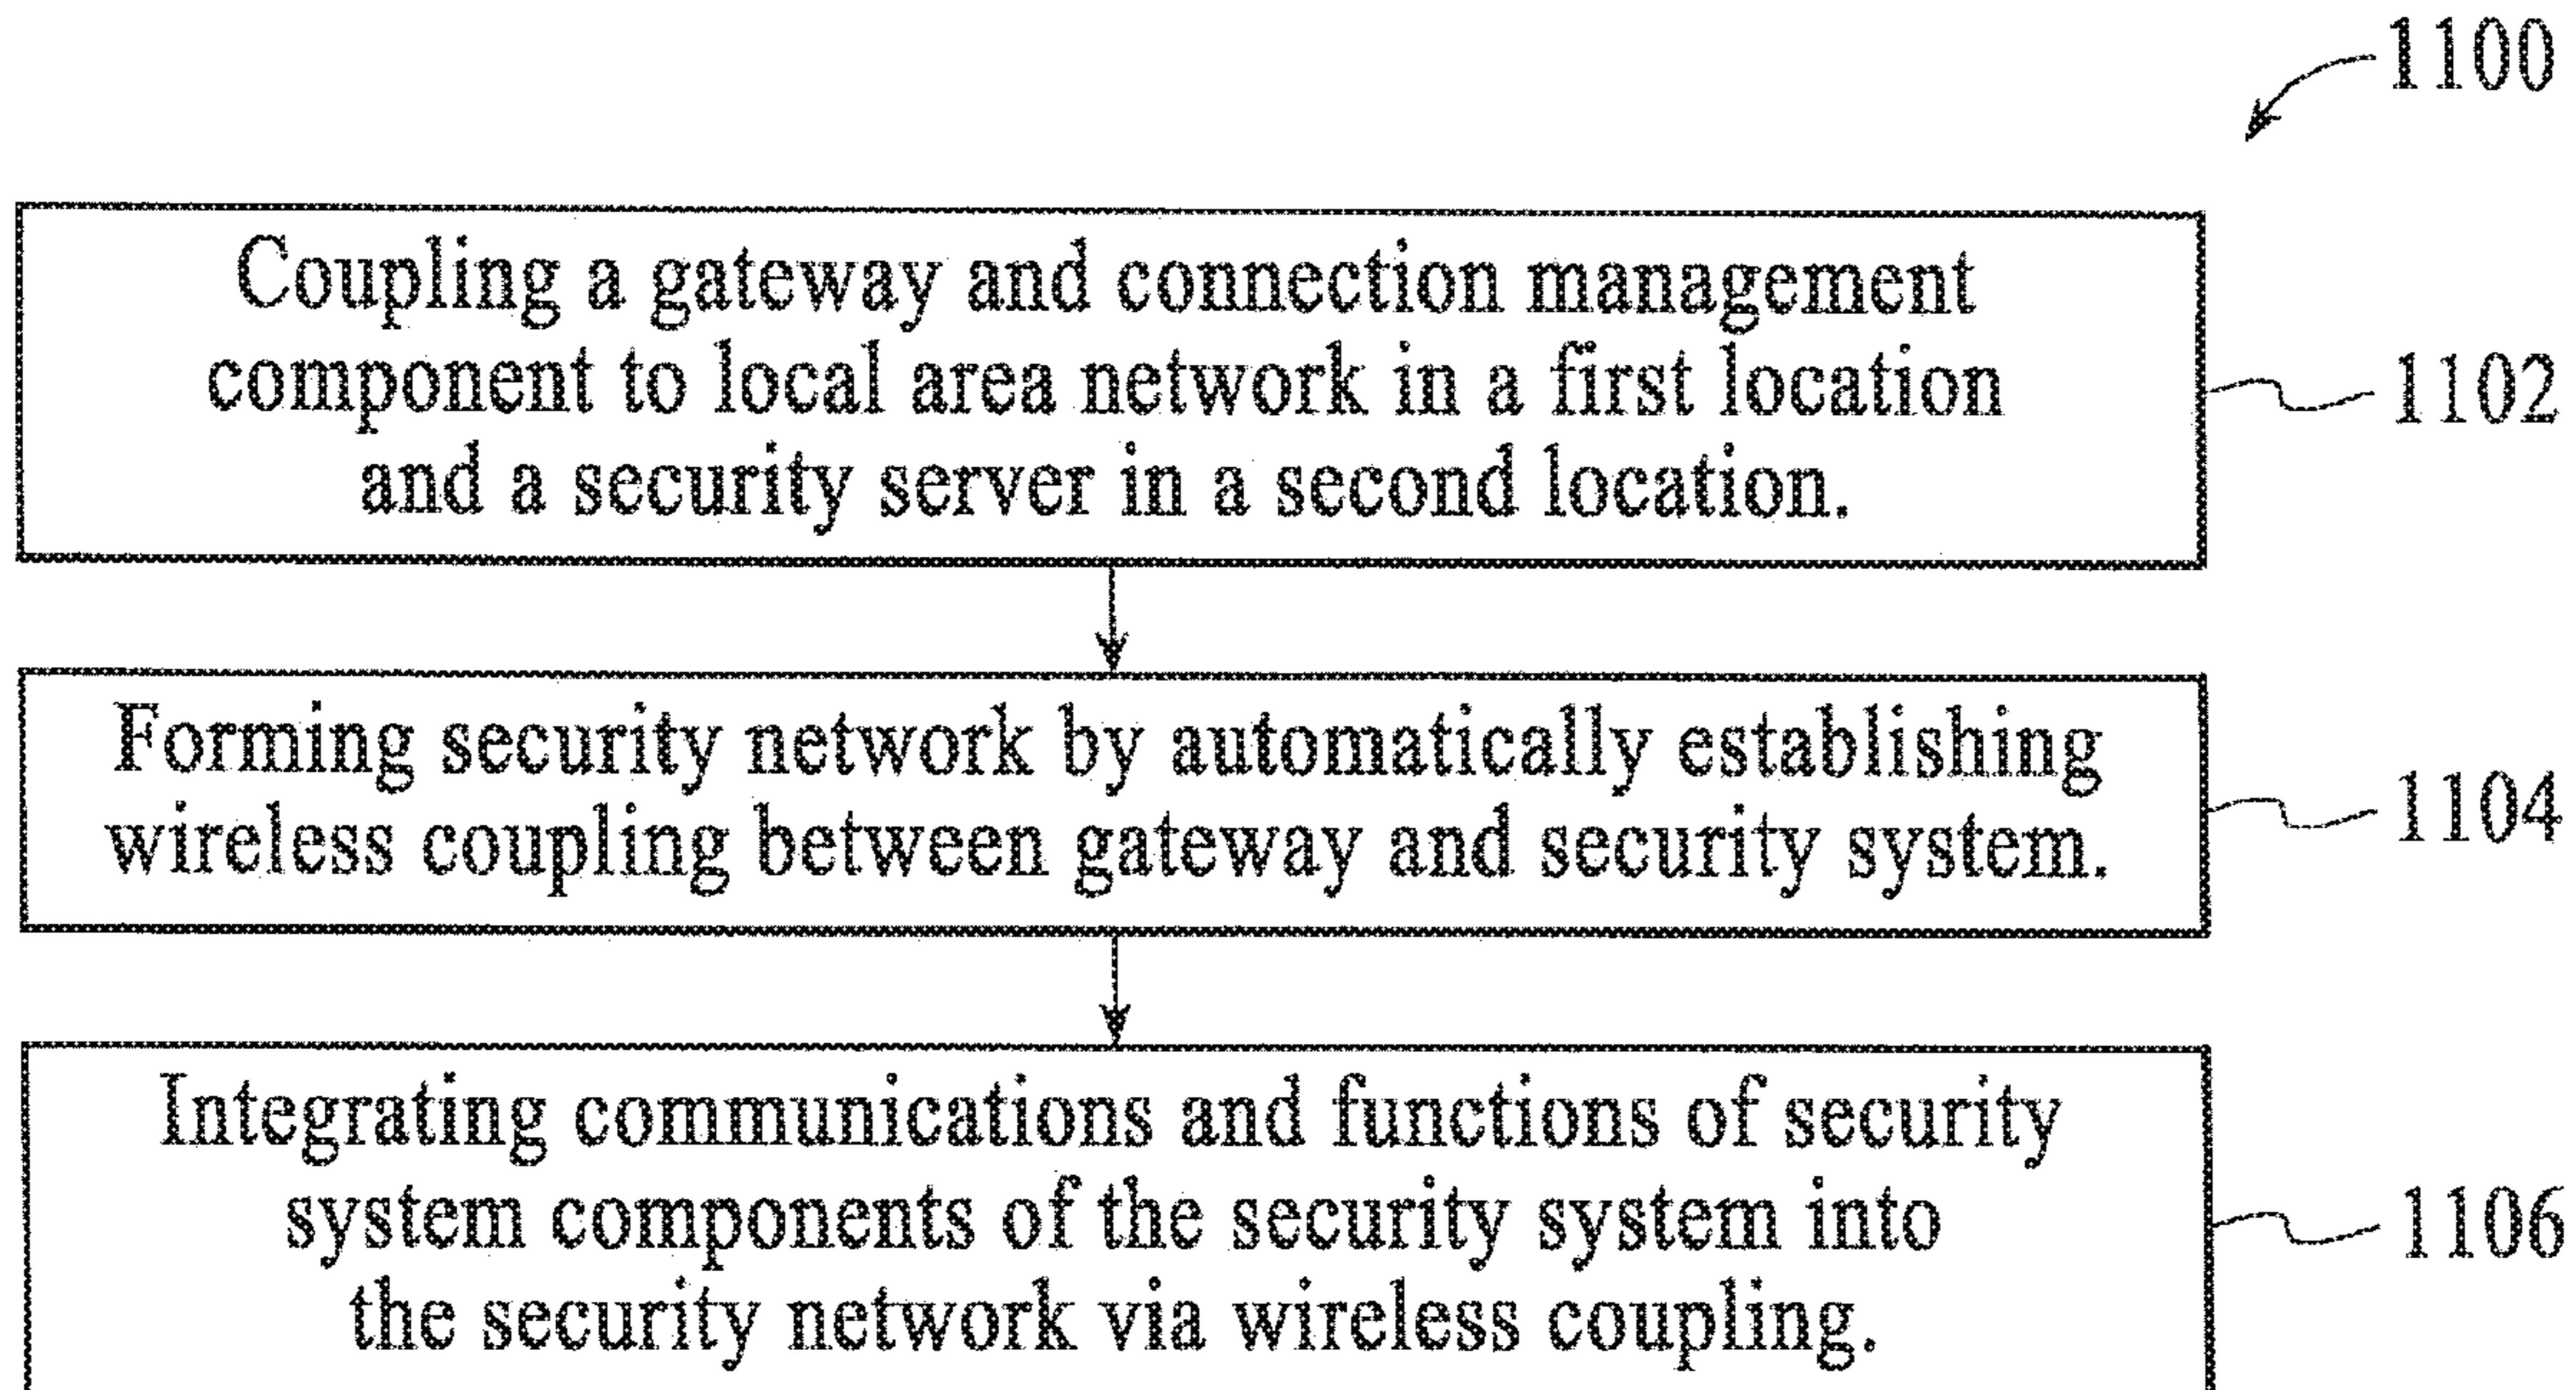 1100
Coupling a gateway and connection management
component to local area network in a first location
and a security server in a second location.
1102
Forming security network by automatically establishing
wireless coupling between gateway and security system.
1104
Integrating communications and functions of security
system components of the security system into
the security network via wireless coupling.
1106